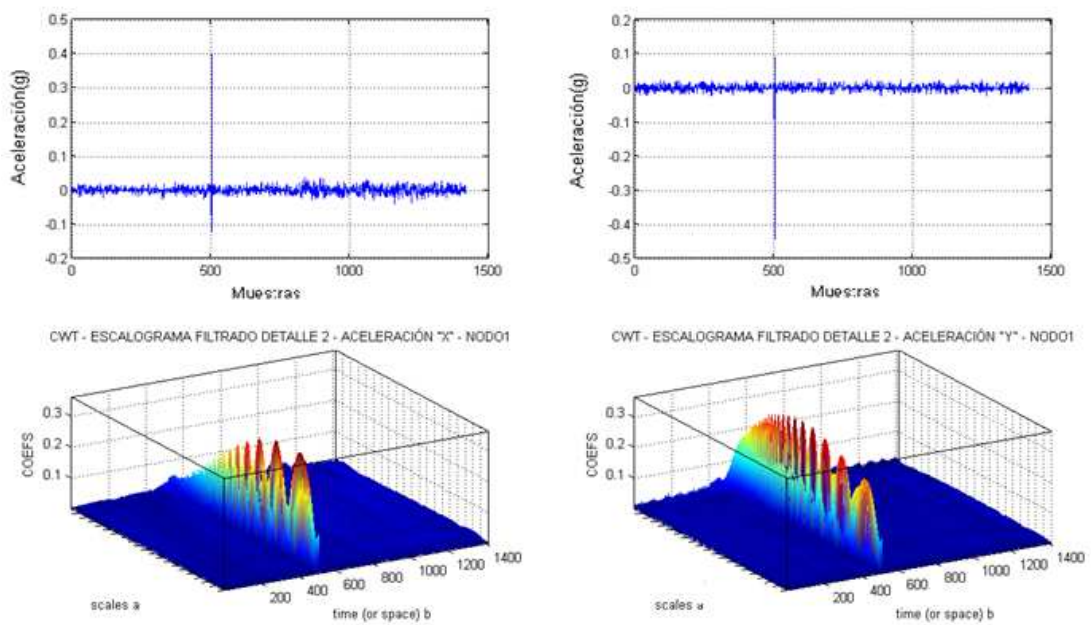 0.5
0.4
0.3
0.2
0.1
0
-0.1
-0.2
Aceleración(g)
0 500 1000 1500
Muestras
0.2
0.1
0
-0.1
-0.2
-0.3
-0.4
-0.5
Aceleración(g)
0 500 1000 1500
Muestras
CWT - ESCALOGRAMA FILTRADO DETALLE 2 - ACELERACIÓN "X" - NODO1
0.3
0.2
0.1
COEFS
200 400 600 800 1000 1200 1400
scales a
time (or space) b
CWT - ESCALOGRAMA FILTRADO DETALLE 2 - ACELERACIÓN "Y" - NODO1
0.3
0.2
0.1
COEFS
200 400 600 800 1000 1200 1400
scales a
time (or space) b